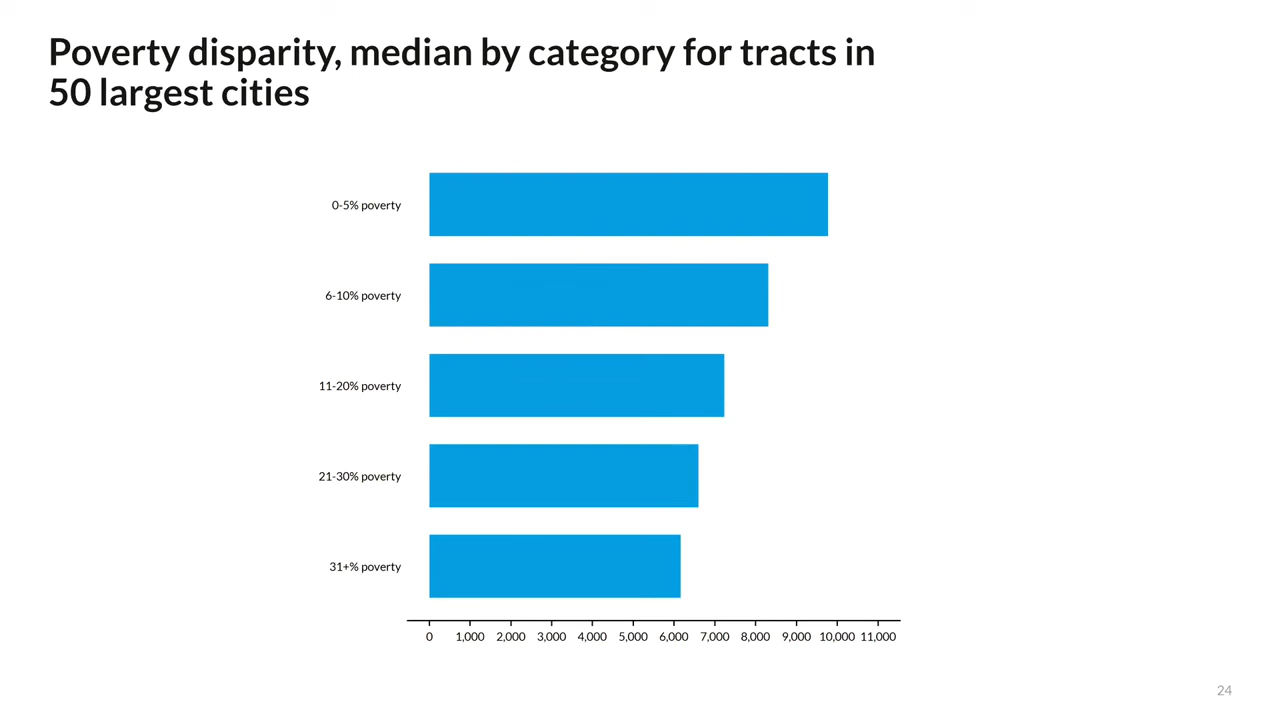 Poverty disparity, median by category for tracts in
50 largest cities
0-5% poverty
6-10% poverty
11-20% poverty
21-30% poverty
31+% poverty
0 1,000 2,000 3,000 4,000 5,000 6,000 7,000 8,000 9,000 10,000 11,000
24